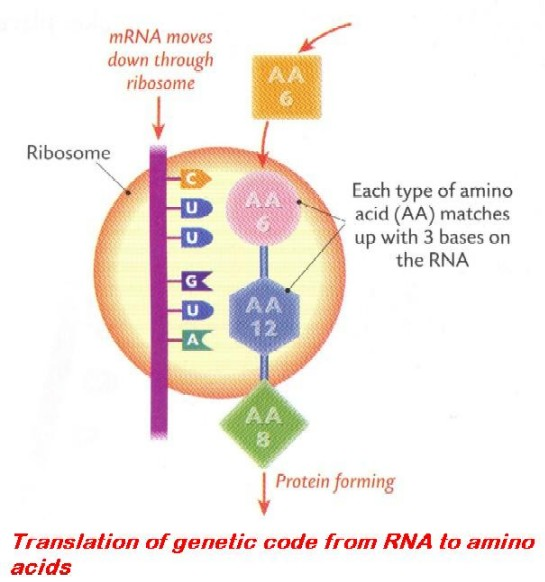 mRNA moves
down through
ribosome
AA
6
Ribosome
C
U
U
G
U
A
AA
6
Each type of amino
acid (AA) matches
up with 3 bases on
the RNA
AA
12
AA
8
Protein forming
Translation of genetic code from RNA to amino
acids